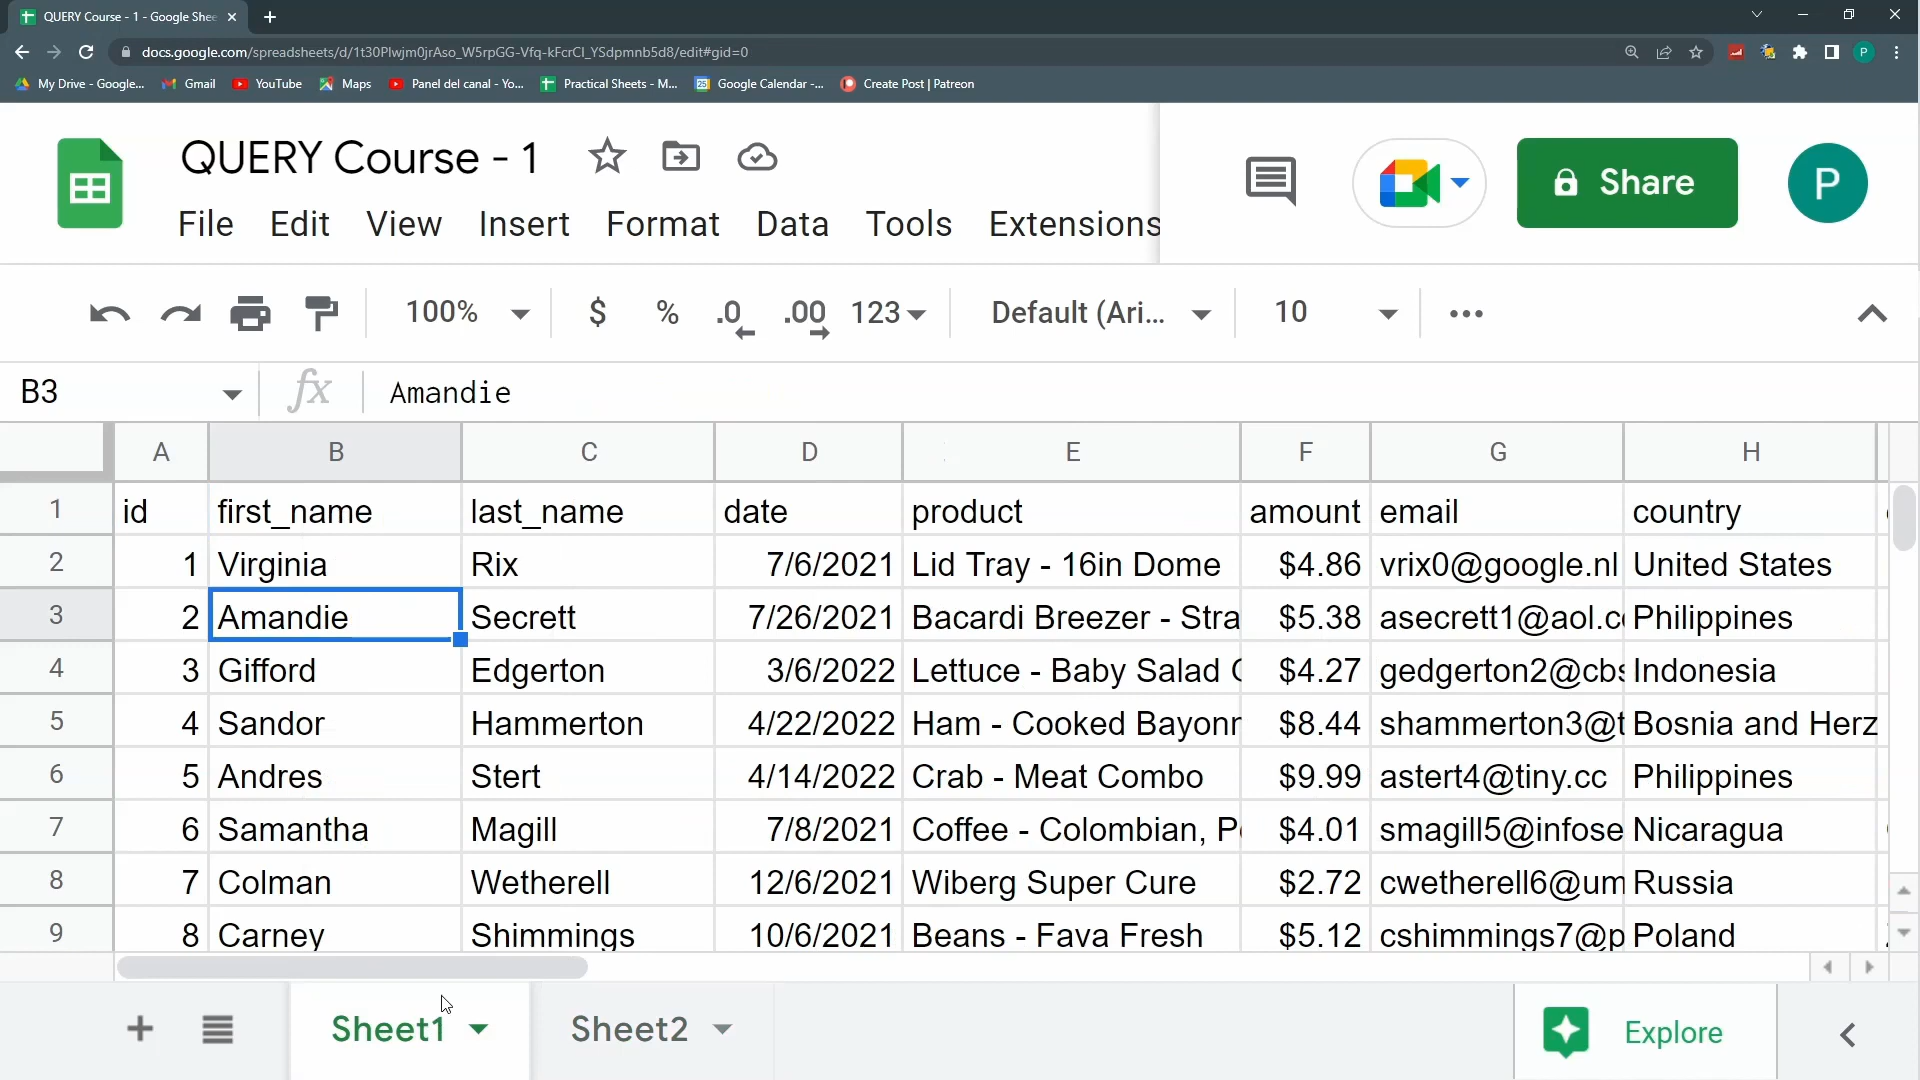 QUERY Course - 1 - Google Shee
docs.google.com/spreadsheets/d/1t30Plwjm0jrAso_W5rpGG-Vfq-kFcrCl_YSdpmnb5d8/edit#gid=0
P
My Drive - Google... Gmail YouTube Maps Panel del canal - Yo... Practical Sheets - M... Google Calendar -... Create Post | Patreon
QUERY Course - 1
File Edit View Insert Format Data Tools Extensions
Share
P
100% $ % .0 .00 123 Default (Ari... 10
B3 fx Amandie
A B C D E F G H
1 id first_name last_name date product amount email country
2 1 Virginia Rix 7/6/2021 Lid Tray - 16in Dome $4.86 vrix0@google.nl United States
3 2 Amandie Secrett 7/26/2021 Bacardi Breezer - Stra $5.38 asecrett1@aol.c Philippines
4 3 Gifford Edgerton 3/6/2022 Lettuce - Baby Salad $4.27 gedgerton2@cbs Indonesia
5 4 Sandor Hammerton 4/22/2022 Ham - Cooked Bayonn $8.44 shammerton3@t Bosnia and Herz
6 5 Andres Stert 4/14/2022 Crab - Meat Combo $9.99 astert4@tiny.cc Philippines
7 6 Samantha Magill 7/8/2021 Coffee - Colombian, P $4.01 smagill5@infose Nicaragua
8 7 Colman Wetherell 12/6/2021 Wiberg Super Cure $2.72 cwetherell6@um Russia
9 8 Carney Shimmings 10/6/2021 Beans - Fava Fresh $5.12 cshimmings7@p Poland
Sheet1 Sheet2 Explore